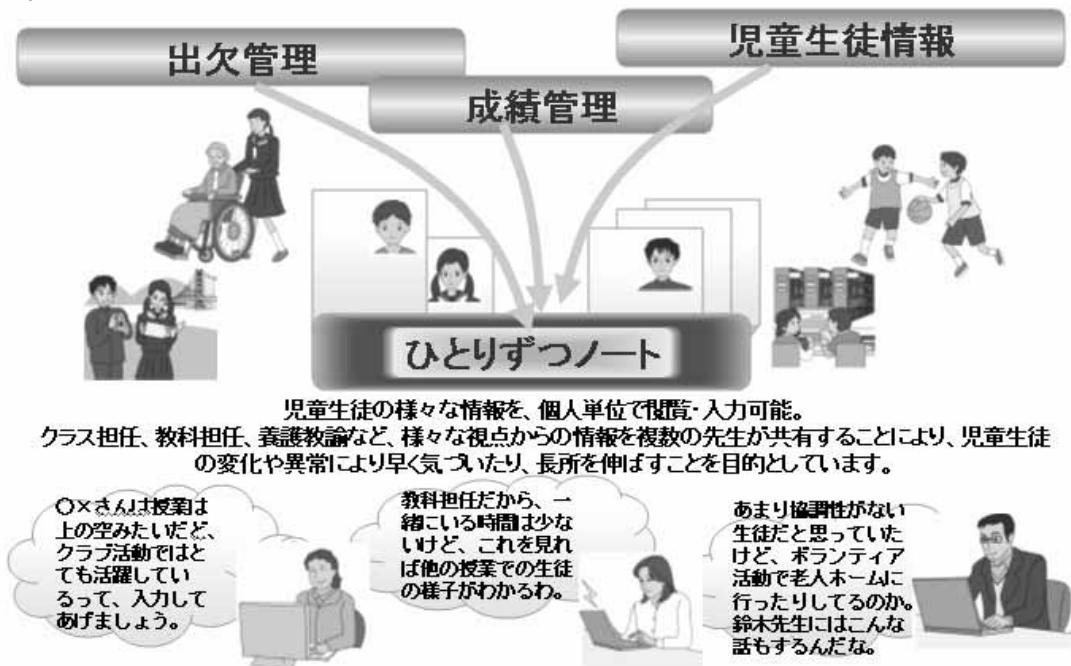 出欠管理
児童生徒情報
成績管理
ひとりずつノート
児童生徒の様々な情報を、個人単位で閲覧・入力可能。
クラス担任、教科担任、養護教諭など、様々な視点からの情報を複数の先生が共有することにより、児童生徒
の変化や異常により早く気づいたり、長所を伸ばすことを目的としています。
〇×さんは授業は
上の空みたいだど、
クラブ活動ではと
ても活躍してい
るって、入力して
あげましょう。
教科担任だから、一
緒にいる時間は少な
いけど、これを見れ
ば他の授業での生徒
の様子がわかるわ。
あまり協調性がない
生徒だと思っていた
けど、ボランティア
活動で老人ホームに
行ったりしてるのか。
鈴木先生にはこんな
話もするんだな。